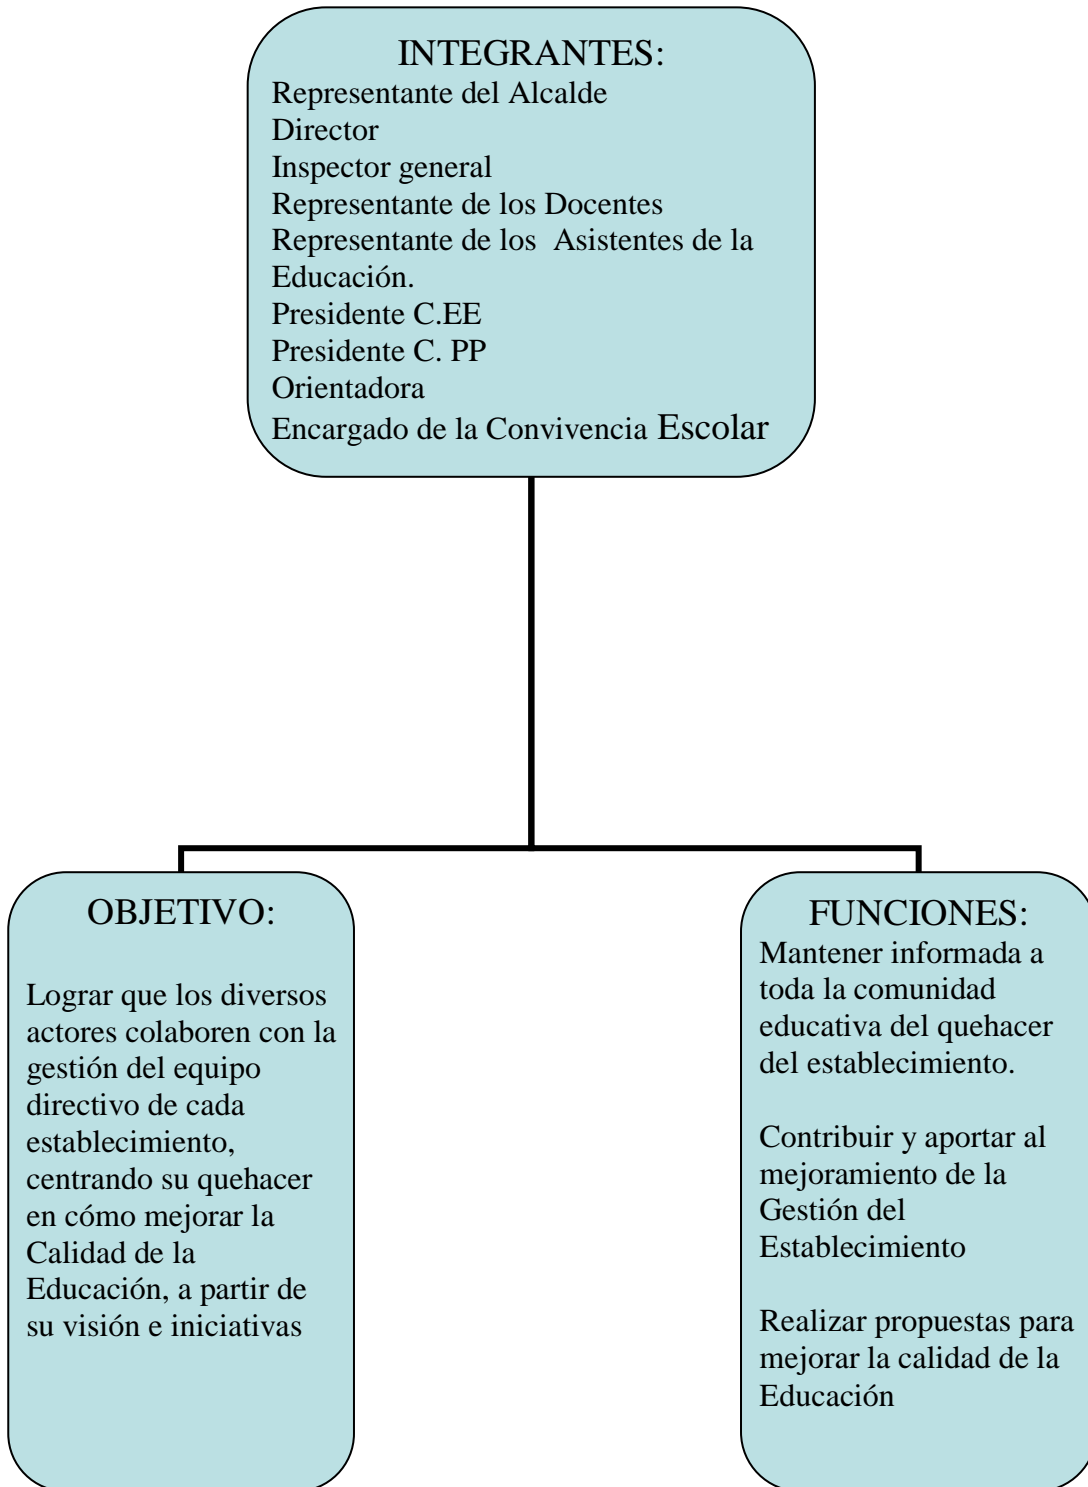 INTEGRANTES:
Representante del Alcalde
Director
Inspector general
Representante de los Docentes
Representante de los  Asistentes de la
Educación.
Presidente C.EE
Presidente C. PP
Orientadora
Encargado de la Convivencia Escolar
OBJETIVO:
Lograr que los diversos
actores colaboren con la
gestión del equipo
directivo de cada
establecimiento,
centrando su quehacer
en cómo mejorar la
Calidad de la
Educación, a partir de
su visión e iniciativas
FUNCIONES:
Mantener informada a
toda la comunidad
educativa del quehacer
del establecimiento.
Contribuir y aportar al
mejoramiento de la
Gestión del
Establecimiento
Realizar propuestas para
mejorar la calidad de la
Educación